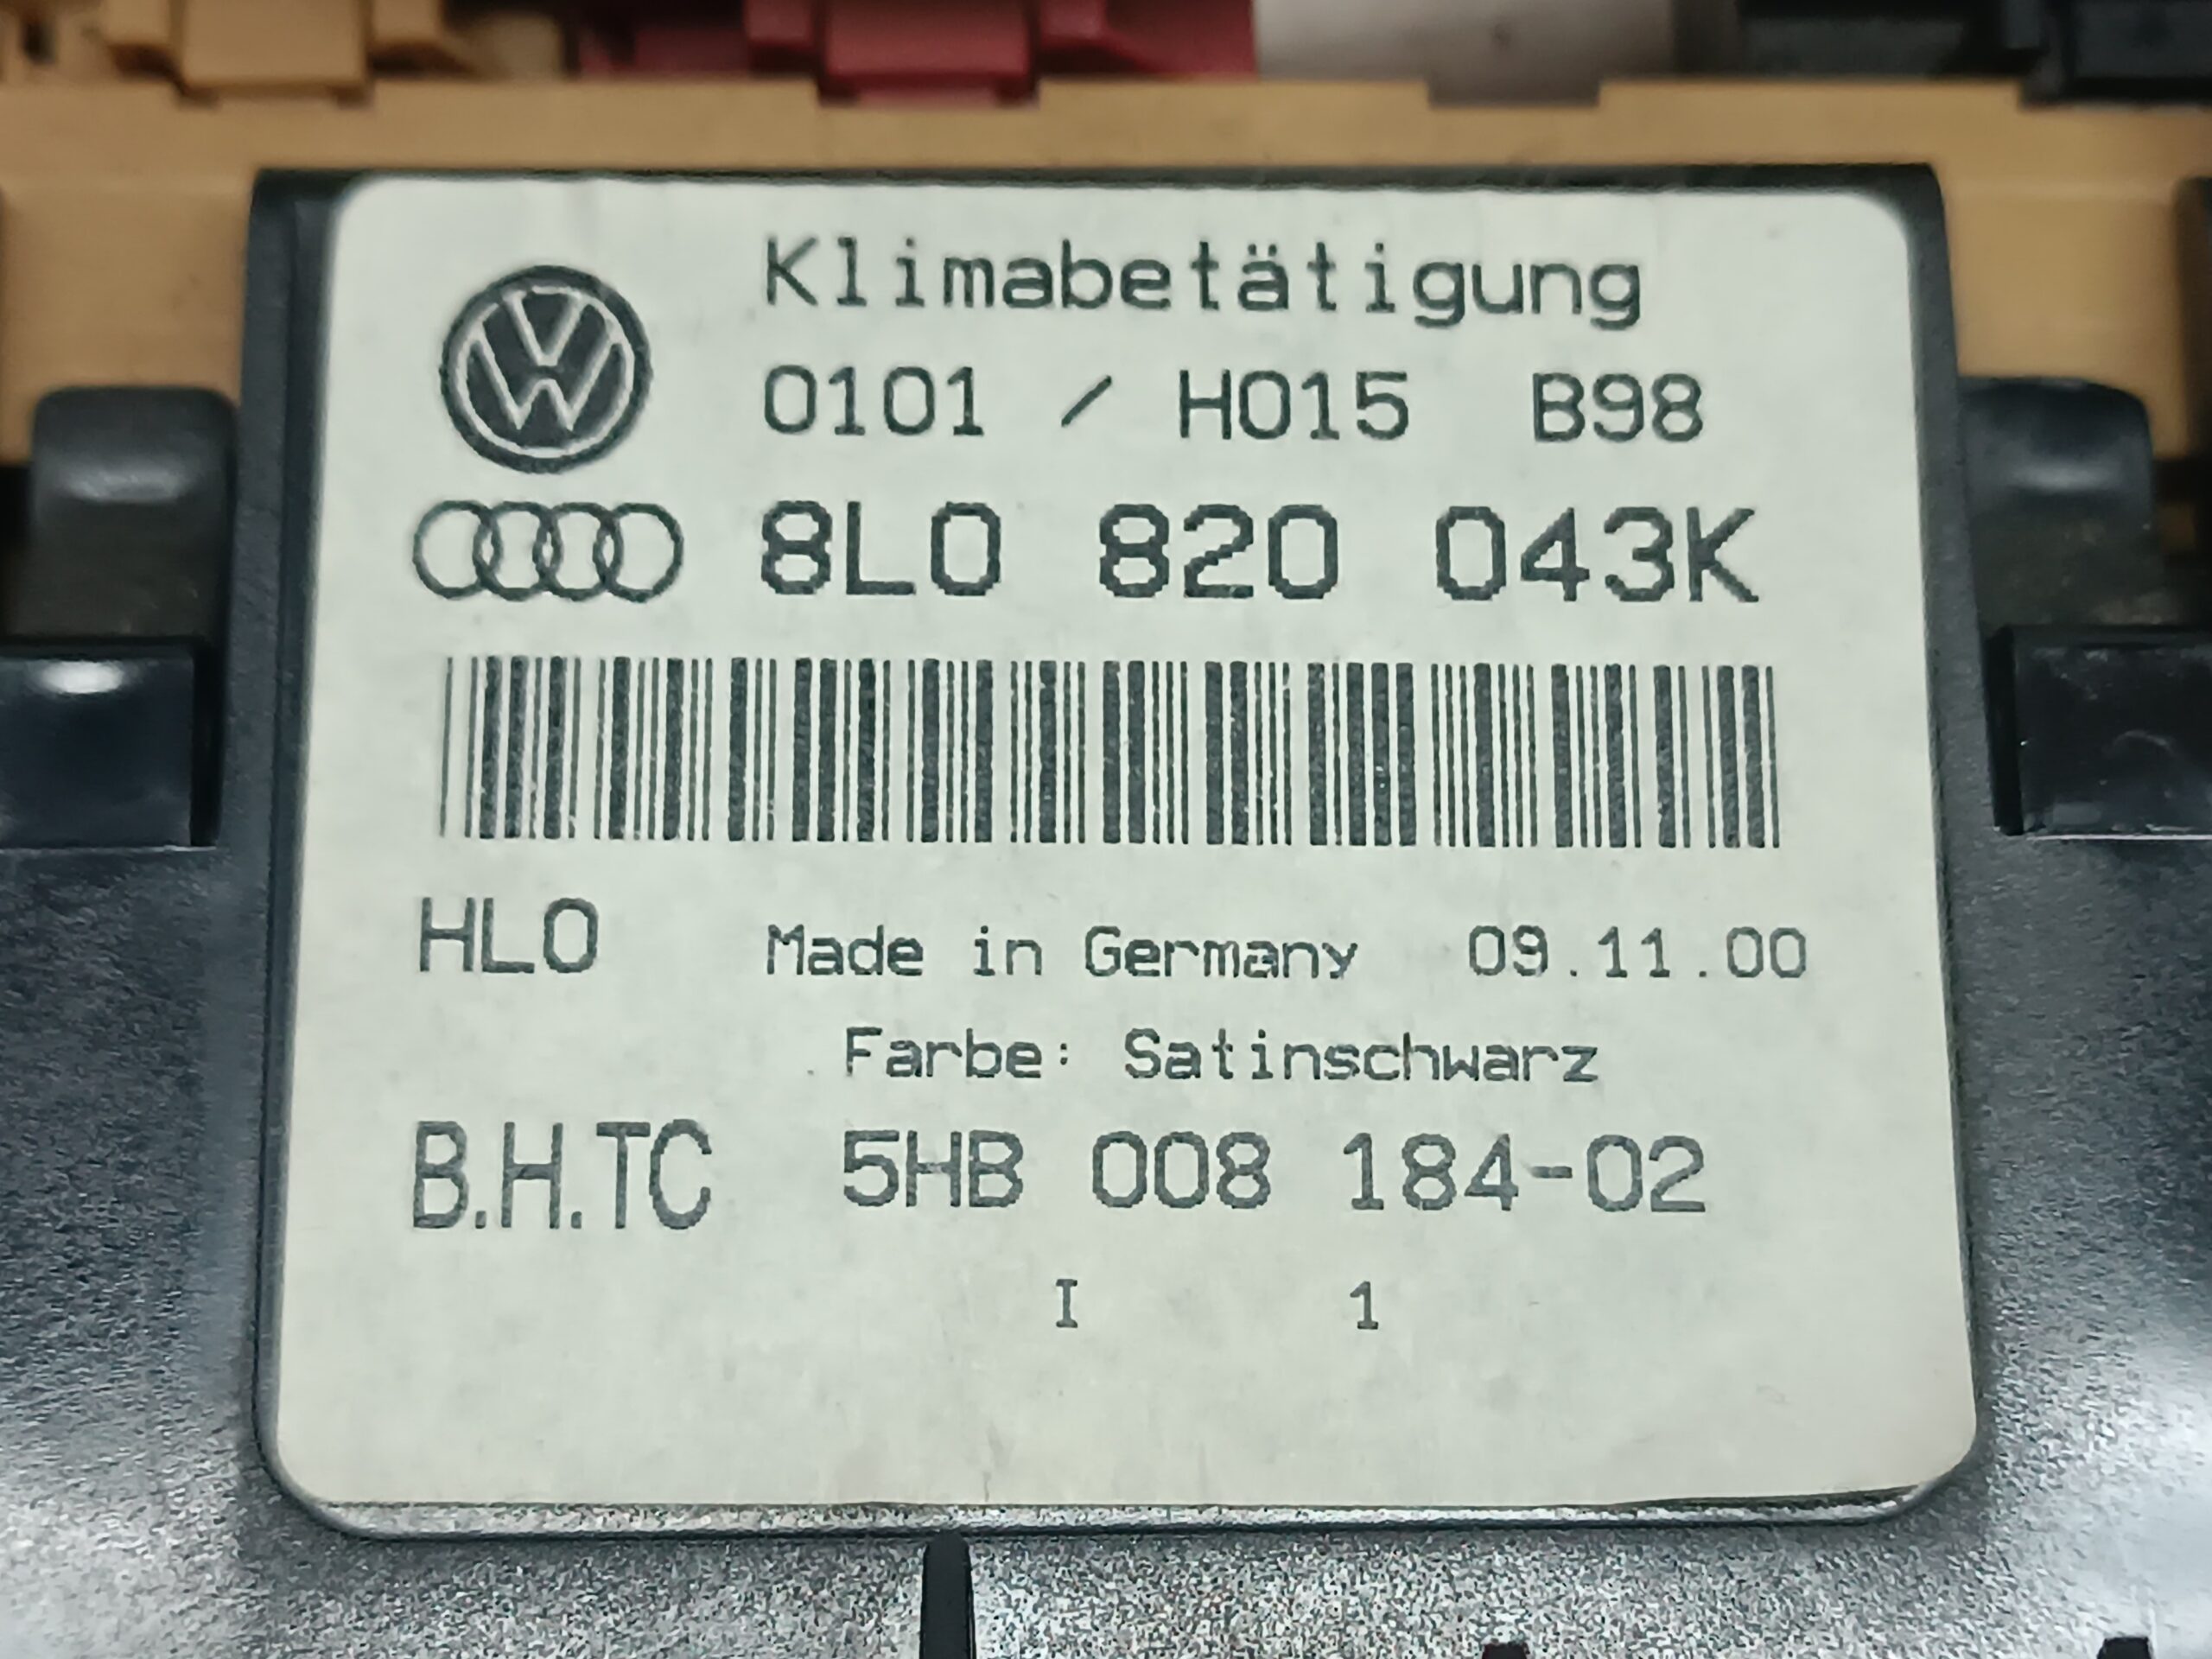 Klimabetätigung
0101 / H015 B98
8L0 820 043K
HLO Made in Germany 09.11.00
Farbe: Satinschwarz
B.H.TC 5HB 008 184-02
I 1